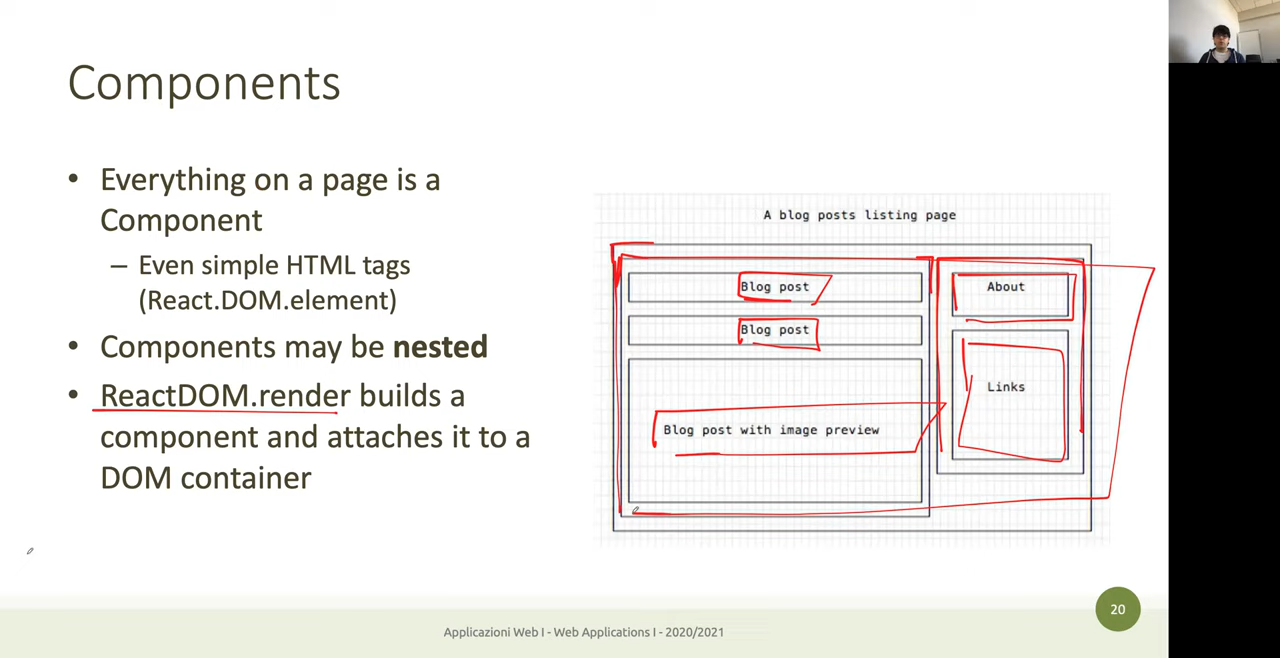 Components
• Everything on a page is a
Component
– Even simple HTML tags
(React.DOM.element)
• Components may be nested
• ReactDOM.render builds a
component and attaches it to a
DOM container
A blog posts listing page
Blog post
Blog post
Blog post with image preview
About
Links
20
Applicazioni Web I - Web Applications I - 2020/2021